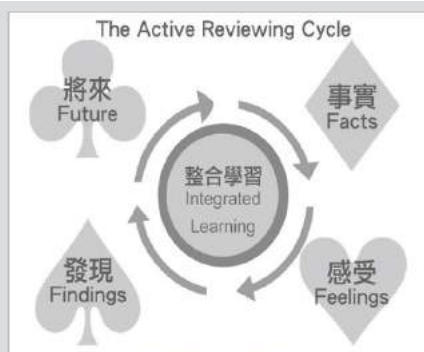 The Active Reviewing Cycle
將來
Future
事實
Facts
整合學習
Integrated
Learning
發現
Findings
感受
Feelings